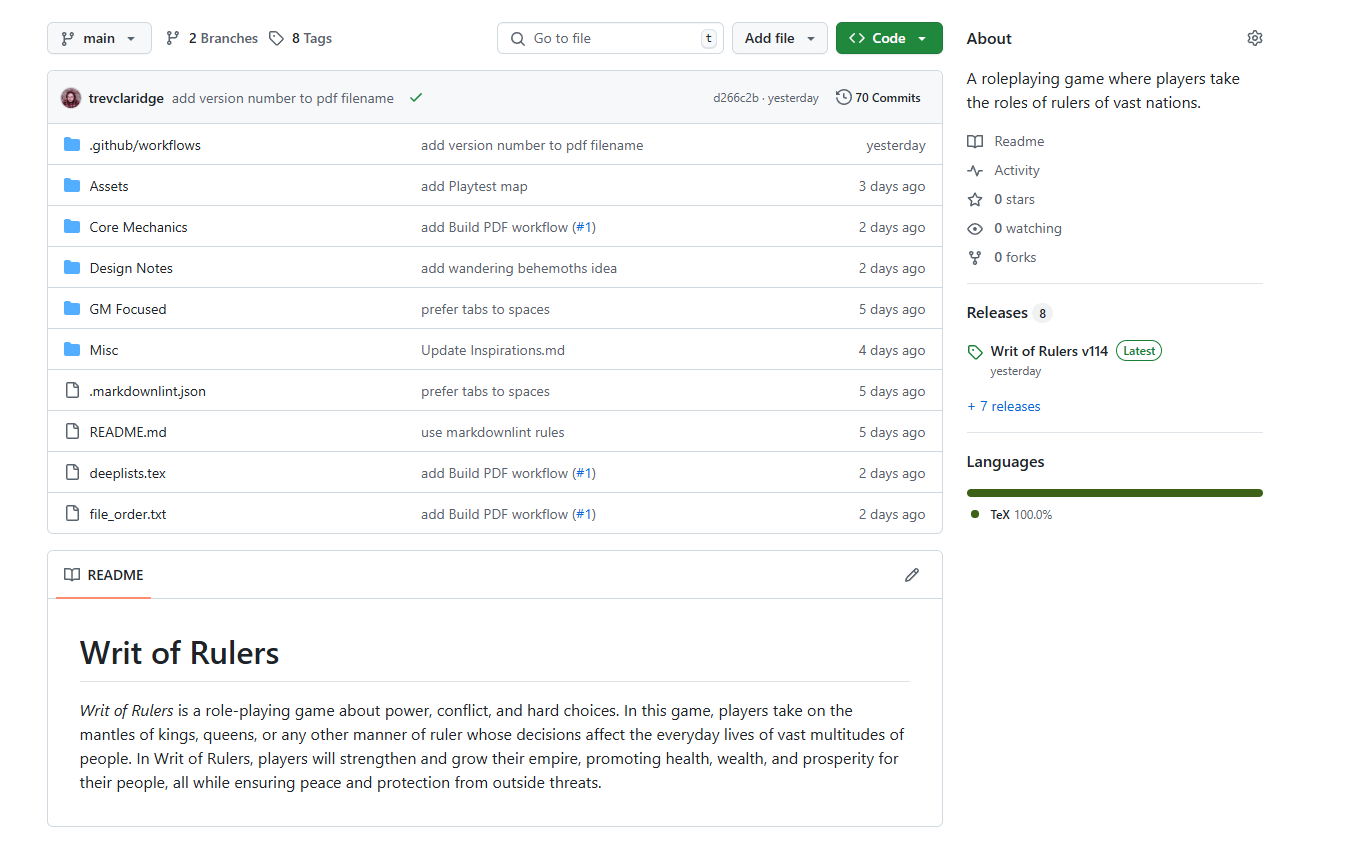 main
2 Branches
8 Tags
Go to file
t
Add file
Code
trevclaridge add version number to pdf filename
d266c2b · yesterday
70 Commits
.github/workflows add version number to pdf filename yesterday
Assets add Playtest map 3 days ago
Core Mechanics add Build PDF workflow (#1) 2 days ago
Design Notes add wandering behemoths idea 2 days ago
GM Focused prefer tabs to spaces 5 days ago
Misc Update Inspirations.md 4 days ago
.markdownlint.json prefer tabs to spaces 5 days ago
README.md use markdownlint rules 5 days ago
deeplists.tex add Build PDF workflow (#1) 2 days ago
file_order.txt add Build PDF workflow (#1) 2 days ago
README
Writ of Rulers
Writ of Rulers is a role-playing game about power, conflict, and hard choices. In this game, players take on the
mantles of kings, queens, or any other manner of ruler whose decisions affect the everyday lives of vast multitudes of
people. In Writ of Rulers, players will strengthen and grow their empire, promoting health, wealth, and prosperity for
their people, all while ensuring peace and protection from outside threats.
About
A roleplaying game where players take
the roles of rulers of vast nations.
Readme
Activity
0 stars
0 watching
0 forks
Releases 8
Writ of Rulers v114 Latest
yesterday
+ 7 releases
Languages
TeX 100.0%